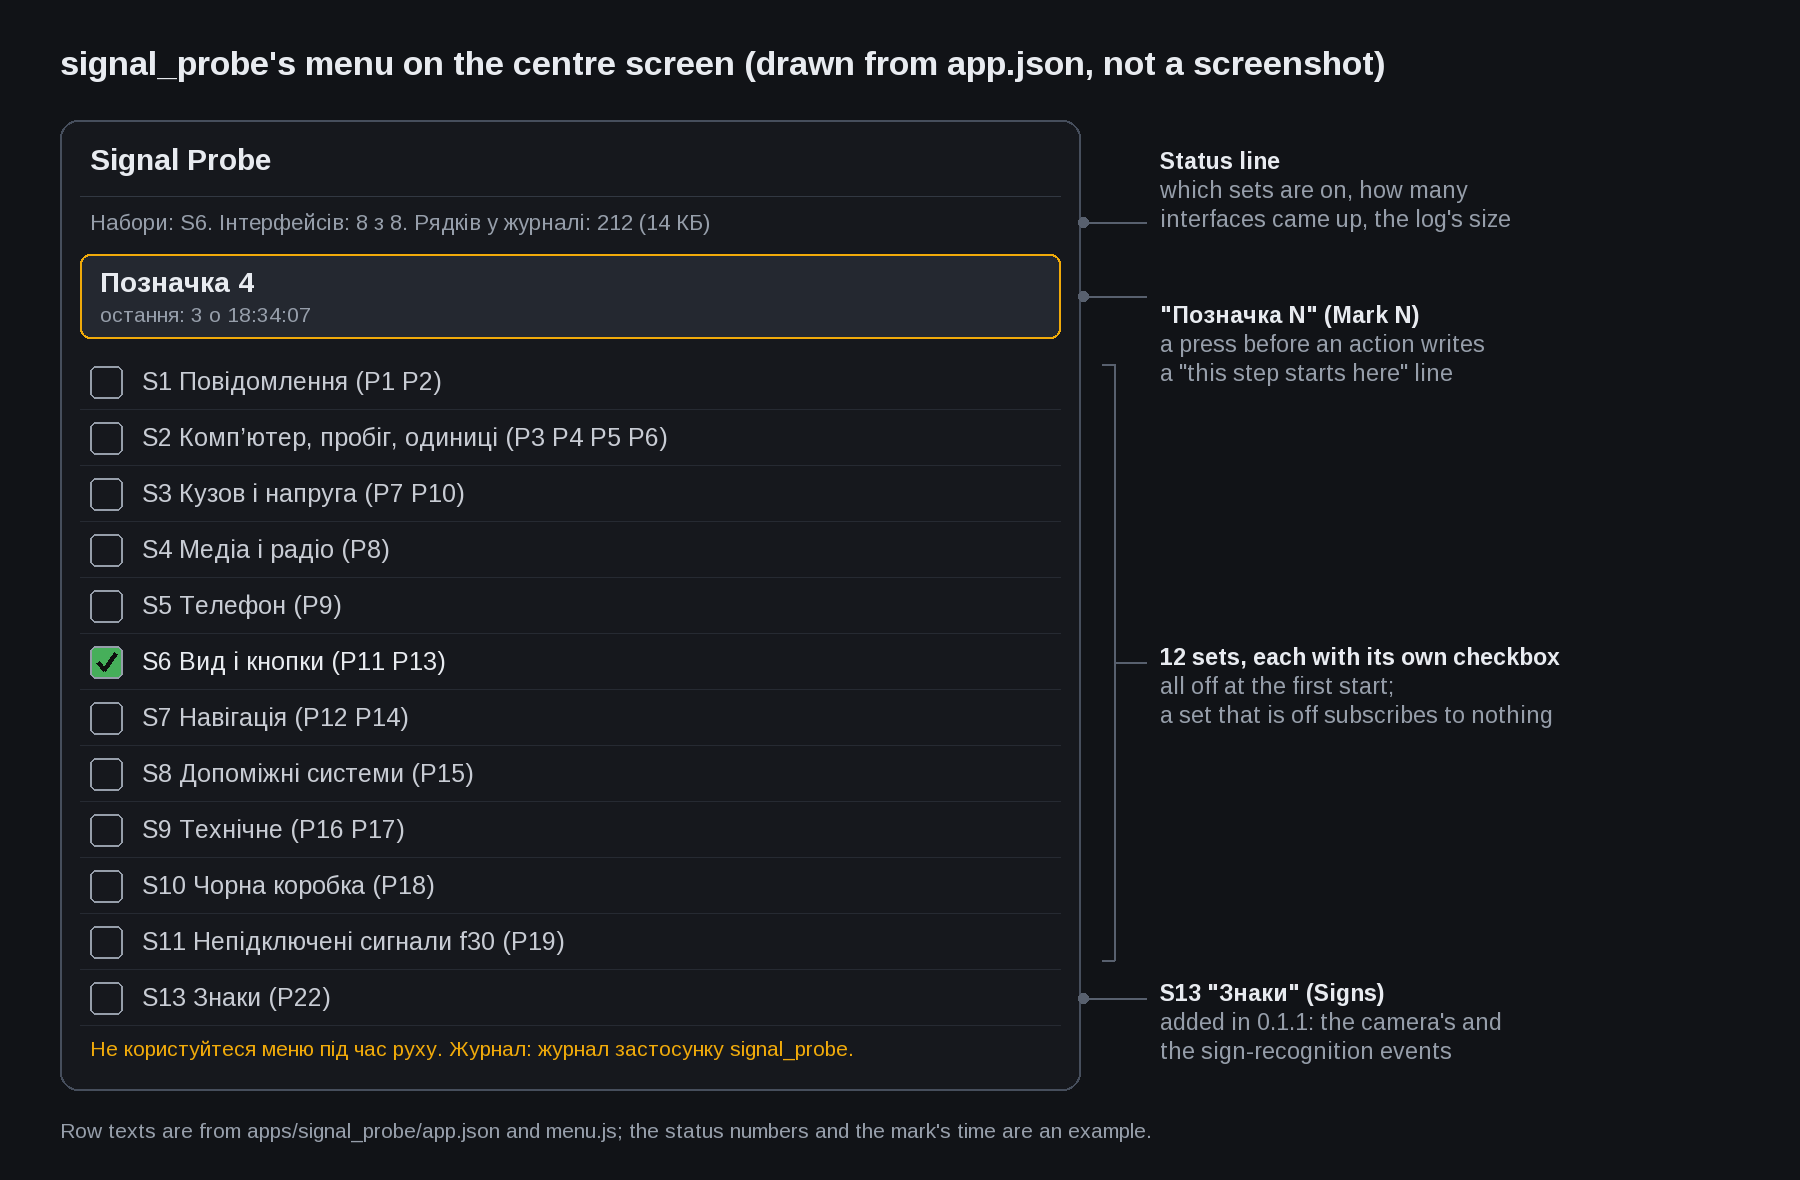 signal_probe's menu on the centre screen (drawn from app.json, not a screenshot)
Signal Probe
Набори: S6. Інтерфейсів: 8 з 8. Рядків у журналі: 212 (14 КБ)
Позначка 4
остання: 3 о 18:34:07
S1 Повідомлення (P1 P2)
S2 Комп’ютер, пробіг, одиниці (P3 P4 P5 P6)
S3 Кузов і напруга (P7 P10)
S4 Медіа і радіо (P8)
S5 Телефон (P9)
S6 Вид і кнопки (P11 P13)
S7 Навігація (P12 P14)
S8 Допоміжні системи (P15)
S9 Технічне (P16 P17)
S10 Чорна коробка (P18)
S11 Непідключені сигнали f30 (P19)
S13 Знаки (P22)
Не користуйтеся меню під час руху. Журнал: журнал застосунку signal_probe.
Status line
which sets are on, how many
interfaces came up, the log's size
"Позначка N" (Mark N)
a press before an action writes
a "this step starts here" line
12 sets, each with its own checkbox
all off at the first start;
a set that is off subscribes to nothing
S13 "Знаки" (Signs)
added in 0.1.1: the camera's and
the sign-recognition events
Row texts are from apps/signal_probe/app.json and menu.js; the status numbers and the mark's time are an example.